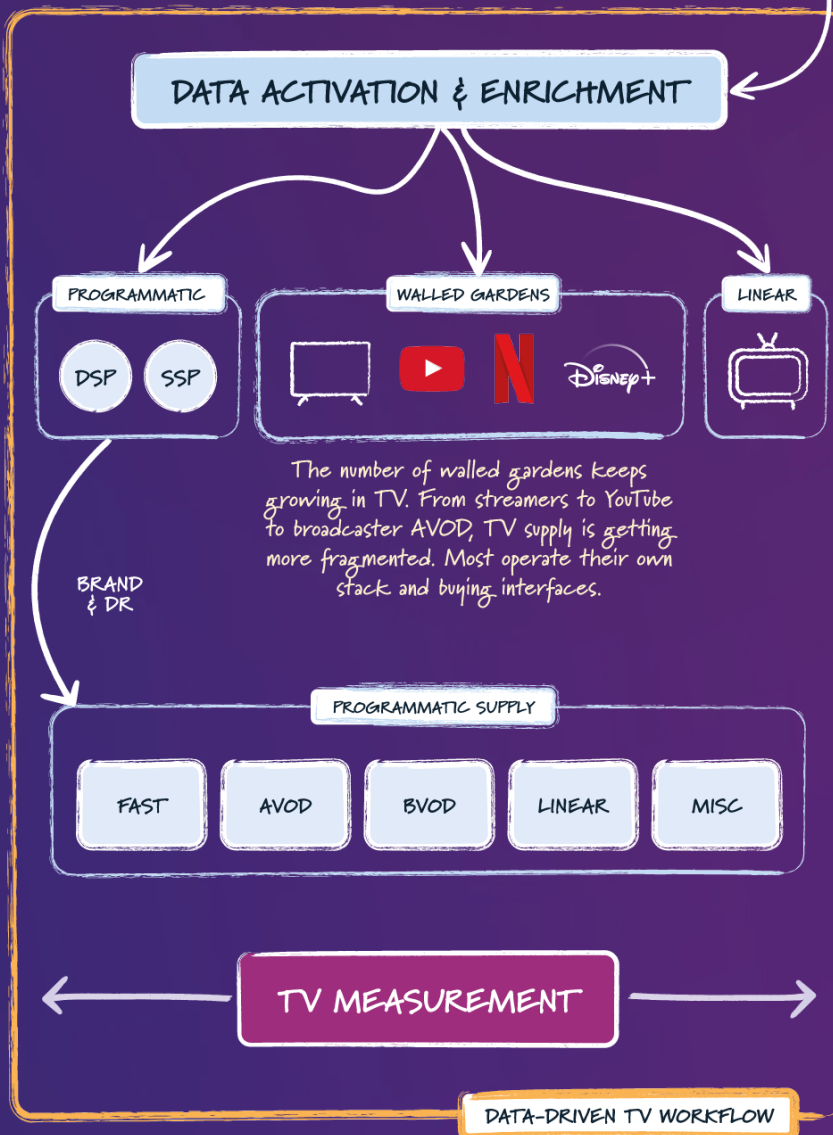 DATA ACTIVATION & ENRICHMENT
PROGRAMMATIC
WALLED GARDENS
LINEAR
DSP
SSP
N
Disney+
The number of walled gardens keeps
growing in TV. From streamers to YouTube
to broadcaster AVOD, TV supply is getting
more fragmented. Most operate their own
stack and buying interfaces.
BRAND
& DR
PROGRAMMATIC SUPPLY
FAST
AVOD
BVOD
LINEAR
MISC
TV MEASUREMENT
DATA-DRIVEN TV WORKFLOW